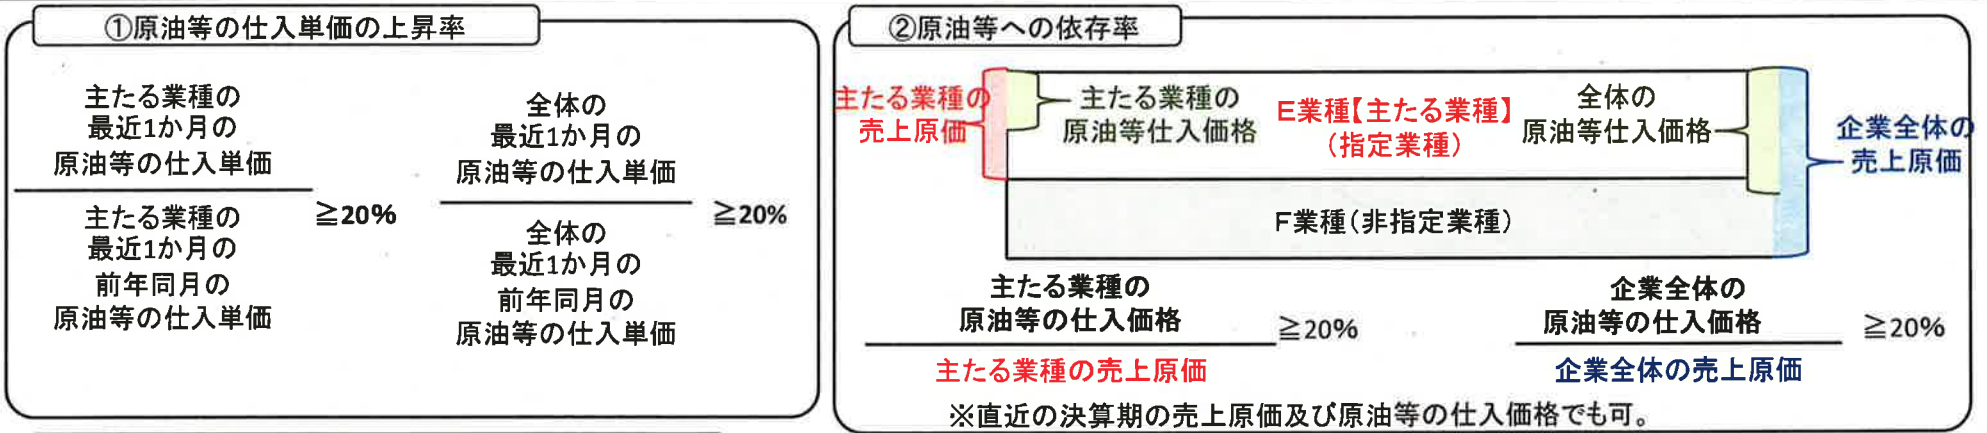 ①原油等の仕入単価の上昇率
主たる業種の
最近1か月の
原油等の仕入単価
主たる業種の
最近1か月の
前年同月の
原油等の仕入単価
≧20%
全体の
最近1か月の
原油等の仕入単価
全体の
最近1か月の
前年同月の
原油等の仕入単価
≧20%
②原油等への依存率
主たる業種の
売上原価
主たる業種の
原油等仕入価格
E業種【主たる業種】
(指定業種)
全体の
原油等仕入価格
企業全体の
売上原価
F業種(非指定業種)
主たる業種の
原油等の仕入価格
主たる業種の売上原価
≧20%
企業全体の
原油等の仕入価格
企業全体の売上原価
≧20%
※直近の決算期の売上原価及び原油等の仕入価格でも可。